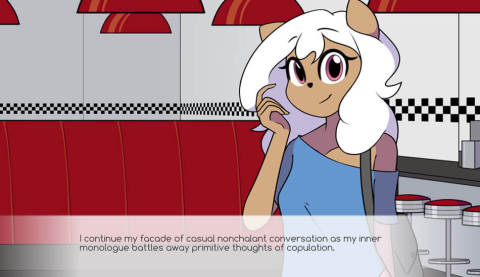 I continue my facade of casual nonchalant conversation as my inner
monologue battles away primitive thoughts of copulation.